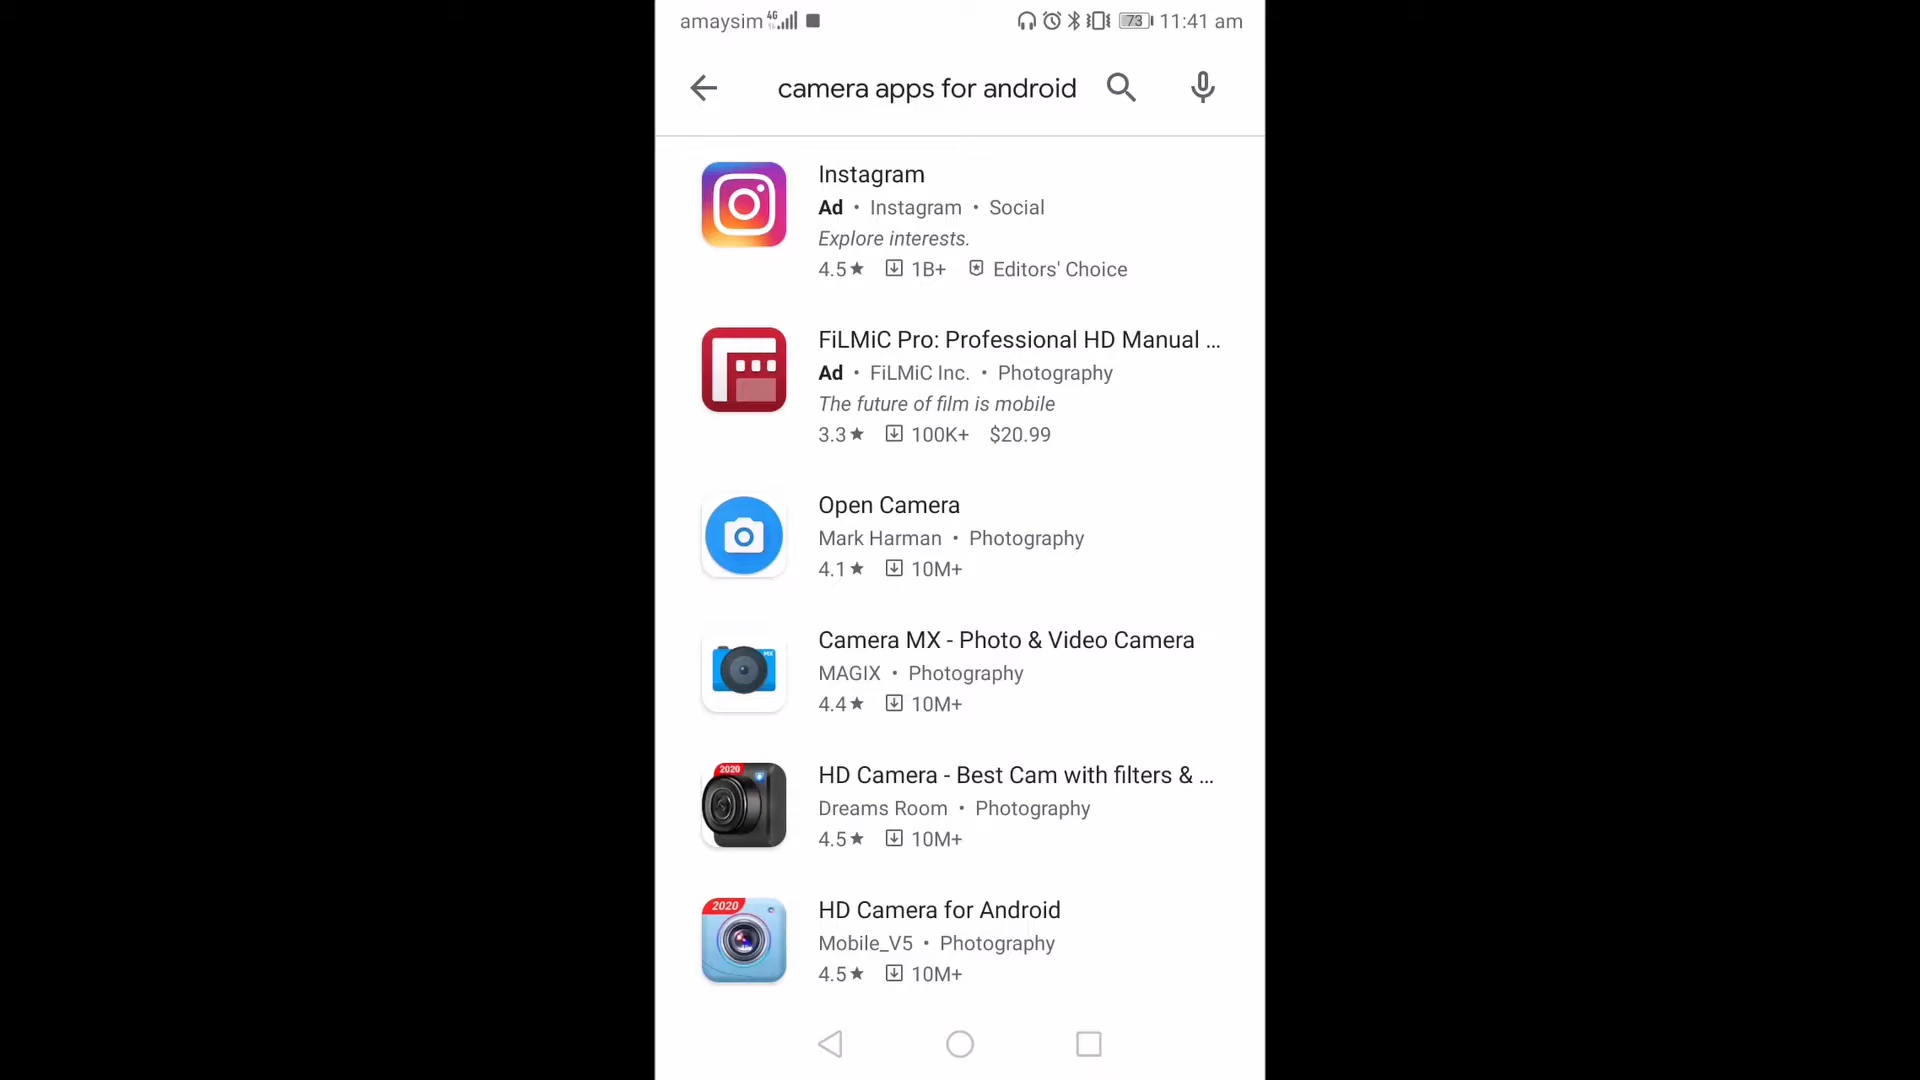 amaysim 4G 73 11:41 am
camera apps for android
Instagram
Ad • Instagram • Social
Explore interests.
4.5★ 1B+ Editors' Choice
FiLMiC Pro: Professional HD Manual ...
Ad • FiLMiC Inc. • Photography
The future of film is mobile
3.3★ 100K+ $20.99
Open Camera
Mark Harman • Photography
4.1★ 10M+
MX
Camera MX - Photo & Video Camera
MAGIX • Photography
4.4★ 10M+
2020
HD Camera - Best Cam with filters & ...
Dreams Room • Photography
4.5★ 10M+
2020
HD Camera for Android
Mobile_V5 • Photography
4.5★ 10M+